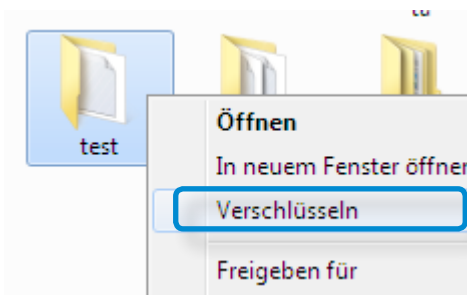 test
Öffnen
In neuem Fenster öffner
Verschlüsseln
Freigeben für